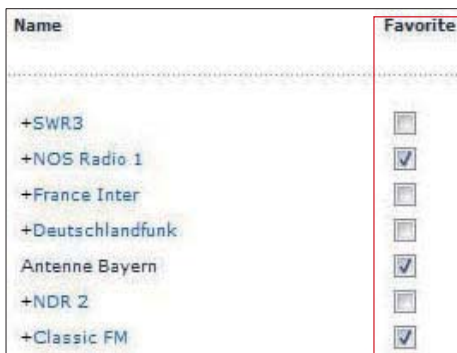 Name Favorite
+SWR3
+NOS Radio 1
+France Inter
+Deutschlandfunk
Antenne Bayern
+NDR 2
+Classic FM